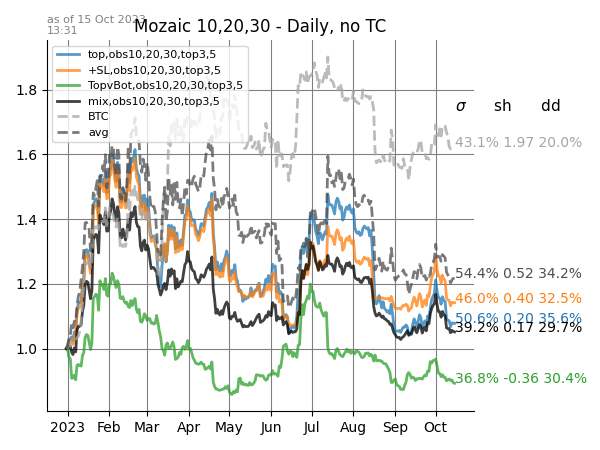 as of 15 Oct 2023
13:31
Mozaic 10,20,30 - Daily, no TC
top,obs10,20,30,top3,5
+SL,obs10,20,30,top3,5
TopvBot,obs10,20,30,top3,5
mix,obs10,20,30,top3,5
BTC
avg
σ sh dd
43.1% 1.97 20.0%
54.4% 0.52 34.2%
46.0% 0.40 32.5%
50.6% 0.20 35.6%
39.2% 0.17 29.7%
36.8% -0.36 30.4%
1.8
1.6
1.4
1.2
1.0
2023 Feb Mar Apr May Jun Jul Aug Sep Oct